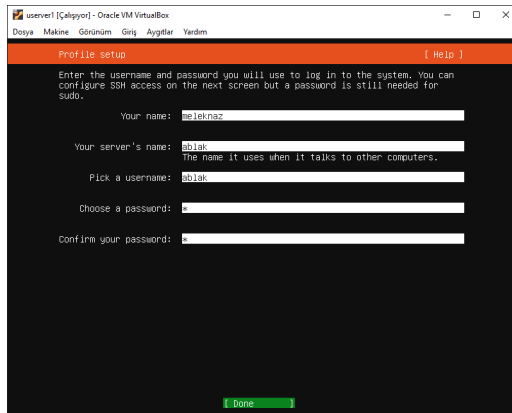 userver1 [Çalışıyor] - Oracle VM VirtualBox
Dosya Makine Görünüm Giriş Aygıtlar Yardım
Profile setup [ Help ]
Enter the username and password you will use to log in to the system. You can
configure SSH access on the next screen but a password is still needed for
sudo.
Your name: meleknaz
Your server's name: ablak
The name it uses when it talks to other computers.
Pick a username: ablak
Choose a password: *
Confirm your password: *
[ Done ]